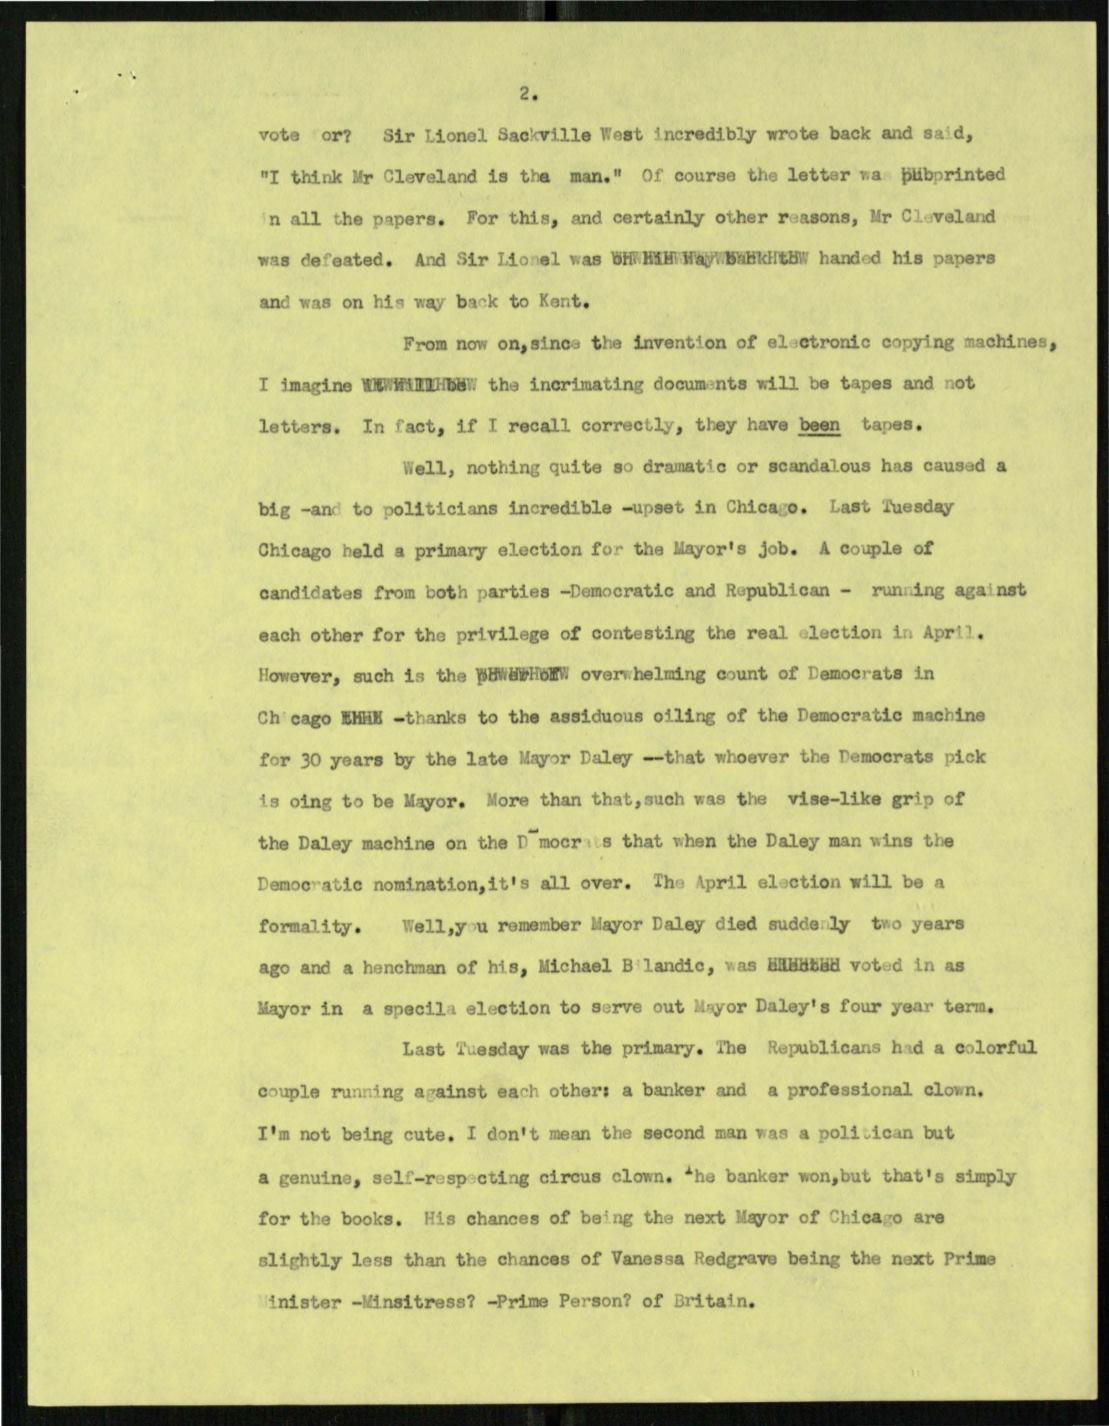 2.
vote or? Sir Lionel Sackville West incredibly wrote back and said,
"I think Mr Cleveland is the man." Of course the letter wa printed
n all the papers. For this, and certainly other reasons, Mr Cleveland
was defeated. And Sir Lionel was handed his papers
and was on his way back to Kent.
From now on,since the invention of electronic copying machines,
I imagine the incrimating documents will be tapes and not
letters. In fact, if I recall correctly, they have been tapes.
Well, nothing quite so dramatic or scandalous has caused a
big -and to politicians incredible -upset in Chicago. Last Tuesday
Chicago held a primary election for the Mayor's job. A couple of
candidates from both parties -Democratic and Republican - running against
each other for the privilege of contesting the real election in April.
However, such is the overwhelming count of Democrats in
Ch cago -thanks to the assiduous oiling of the Democratic machine
for 30 years by the late Mayor Daley --that whoever the Democrats pick
is oing to be Mayor. More than that,such was the vise-like grip of
the Daley machine on the Democrats that when the Daley man wins the
Democratic nomination,it's all over. The April election will be a
formality. Well,you remember Mayor Daley died suddenly two years
ago and a henchman of his, Michael Bilandic, was voted in as
Mayor in a specila election to serve out Mayor Daley's four year term.
Last Tuesday was the primary. The Republicans had a colorful
couple running against each other: a banker and a professional clown.
I'm not being cute. I don't mean the second man was a politican but
a genuine, self-respecting circus clown. The banker won,but that's simply
for the books. His chances of being the next Mayor of Chicago are
slightly less than the chances of Vanessa Redgrave being the next Prime
Minister -Minsitress? -Prime Person? of Britain.